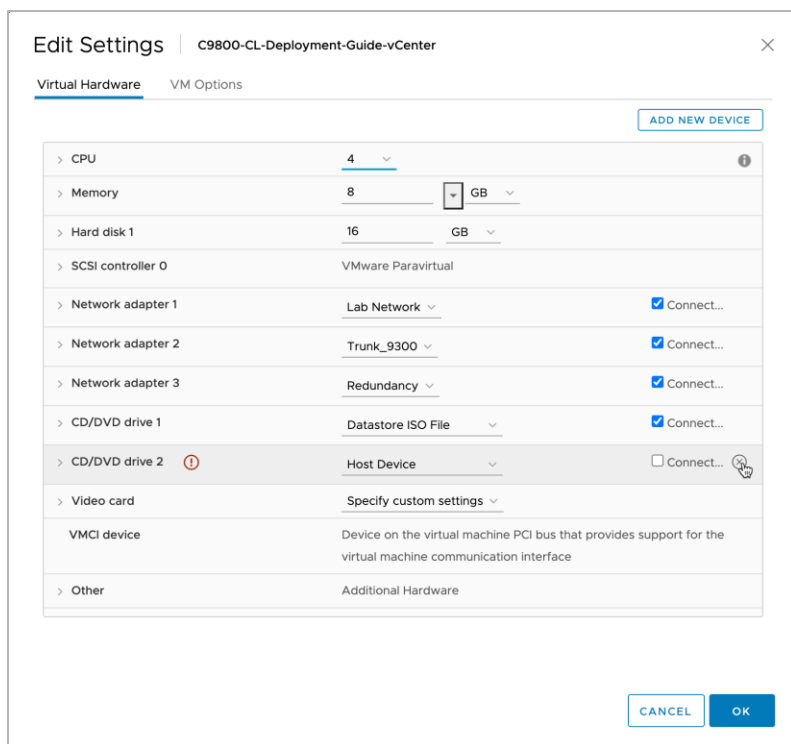 Edit Settings C9800-CL-Deployment-Guide-vCenter
Virtual Hardware VM Options
ADD NEW DEVICE
CPU 4
Memory 8 GB
Hard disk 1 16 GB
SCSI controller 0 VMware Paravirtual
Network adapter 1 Lab Network Connect...
Network adapter 2 Trunk_9300 Connect...
Network adapter 3 Redundancy Connect...
CD/DVD drive 1 Datastore ISO File Connect...
CD/DVD drive 2 Host Device Connect...
Video card Specify custom settings
VMCI device Device on the virtual machine PCI bus that provides support for the
virtual machine communication interface
Other Additional Hardware
CANCEL OK